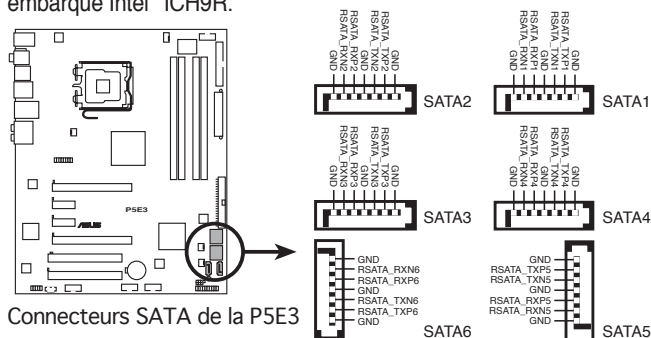 embarqué Intel® ICH9R.
GND
RSATA_RXN2
RSATA_RXP2
GND
RSATA_TXN2
RSATA_TXP2
GND
SATA2
GND
RSATA_RXN1
RSATA_RXP1
GND
RSATA_TXN1
RSATA_TXP1
GND
SATA1
GND
RSATA_RXN3
RSATA_RXP3
GND
RSATA_TXN3
RSATA_TXP3
GND
SATA3
GND
RSATA_RXN4
RSATA_RXP4
GND
RSATA_TXN4
RSATA_TXP4
GND
SATA4
P5E3
ASUS
GND
RSATA_RXN6
RSATA_RXP6
GND
RSATA_TXN6
RSATA_TXP6
GND
SATA6
GND
RSATA_TXP5
RSATA_TXN5
GND
RSATA_RXP5
RSATA_RXN5
GND
SATA5
Connecteurs SATA de la P5E3